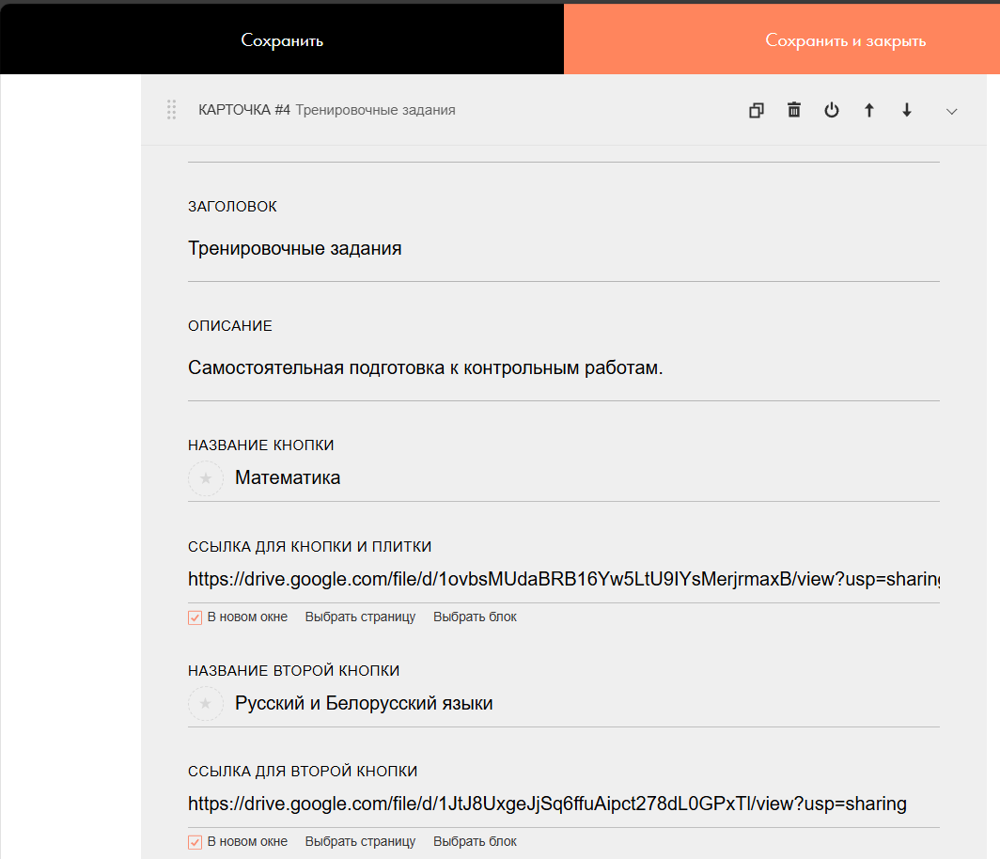 Сохранить
Сохранить и закрыть
КАРТОЧКА #4 Тренировочные задания
ЗАГОЛОВОК
Тренировочные задания
ОПИСАНИЕ
Самостоятельная подготовка к контрольным работам.
НАЗВАНИЕ КНОПКИ
Математика
ССЫЛКА ДЛЯ КНОПКИ И ПЛИТКИ
https://drive.google.com/file/d/1ovbsMUdaBRB16Yw5LtU9IYsMerjrmaxB/view?usp=sharing
В новом окне Выбрать страницу Выбрать блок
НАЗВАНИЕ ВТОРОЙ КНОПКИ
Русский и Белорусский языки
ССЫЛКА ДЛЯ ВТОРОЙ КНОПКИ
https://drive.google.com/file/d/1JtJ8UxgeJjSq6ffuAipct278dL0GPxTl/view?usp=sharing
В новом окне Выбрать страницу Выбрать блок